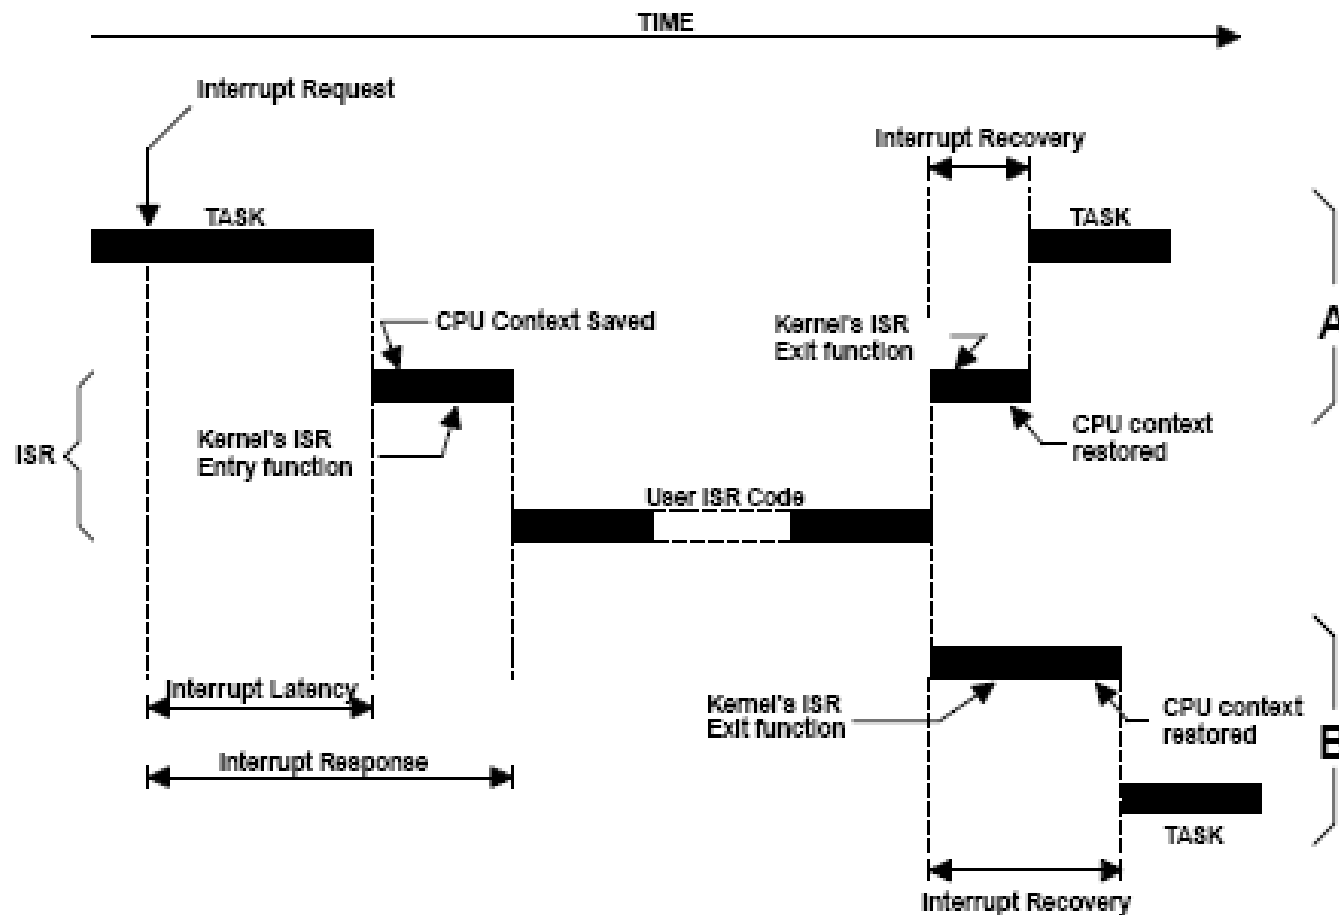 TIME
Interrupt Request
Interrupt Recovery
TASK
TASK
CPU Context Saved
Kernel's ISR
Exit function
A
Kernel's ISR
Entry function
CPU context
restored
ISR
User ISR Code
Interrupt Latency
Kernel's ISR
Exit function
CPU context
restored
B
Interrupt Response
TASK
Interrupt Recovery